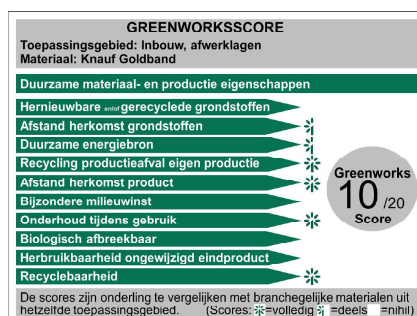 GREENWORKSSCORE
Toepassingsgebied: Inbouw, afwerklagen
Materiaal: Knauf Goldband
Duurzame materiaal- en productie eigenschappen
Hernieuwbare en/of gerecyclede grondstoffen
Afstand herkomst grondstoffen
Duurzame energiebron
Recycling productieafval eigen productie
Afstand herkomst product
Bijzondere milieuwinst
Onderhoud tijdens gebruik
Biologisch afbreekbaar
Herbruikbaarheid ongewijzigd eindproduct
Recyclebaarheid
Greenworks
10 /20
Score
De scores zijn onderling te vergelijken met branchegelijke materialen uit
hetzelfde toepassingsgebied. (Scores: =volledig =deels =nihil)